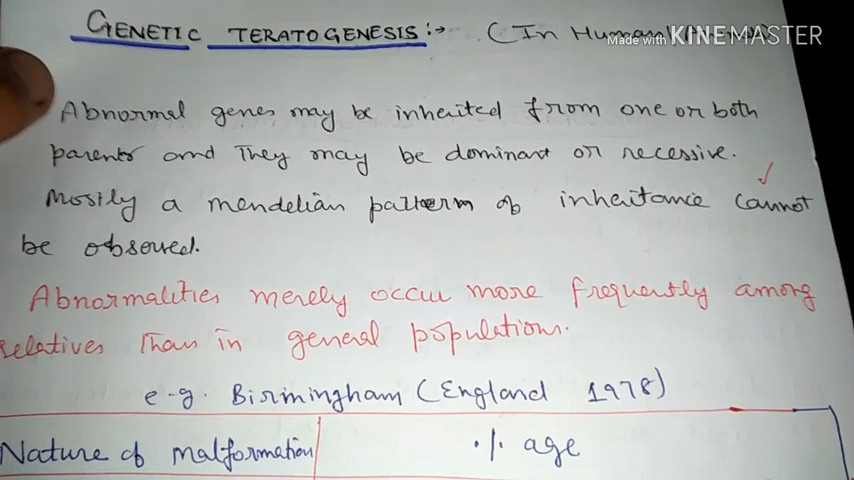 GENETIC TERATOGENESIS :→ (In Human
Made with KINEMASTER
Abnormal genes may be inherited from one or both
parents and They may be dominant or recessive.
Mostly a mendelian pattern of inheritance cannot
be observed.
Abnormalities merely occur more frequently among
relatives Than in general populations.
e-g. Birmingham (England 1978)
Nature of malformation
% age